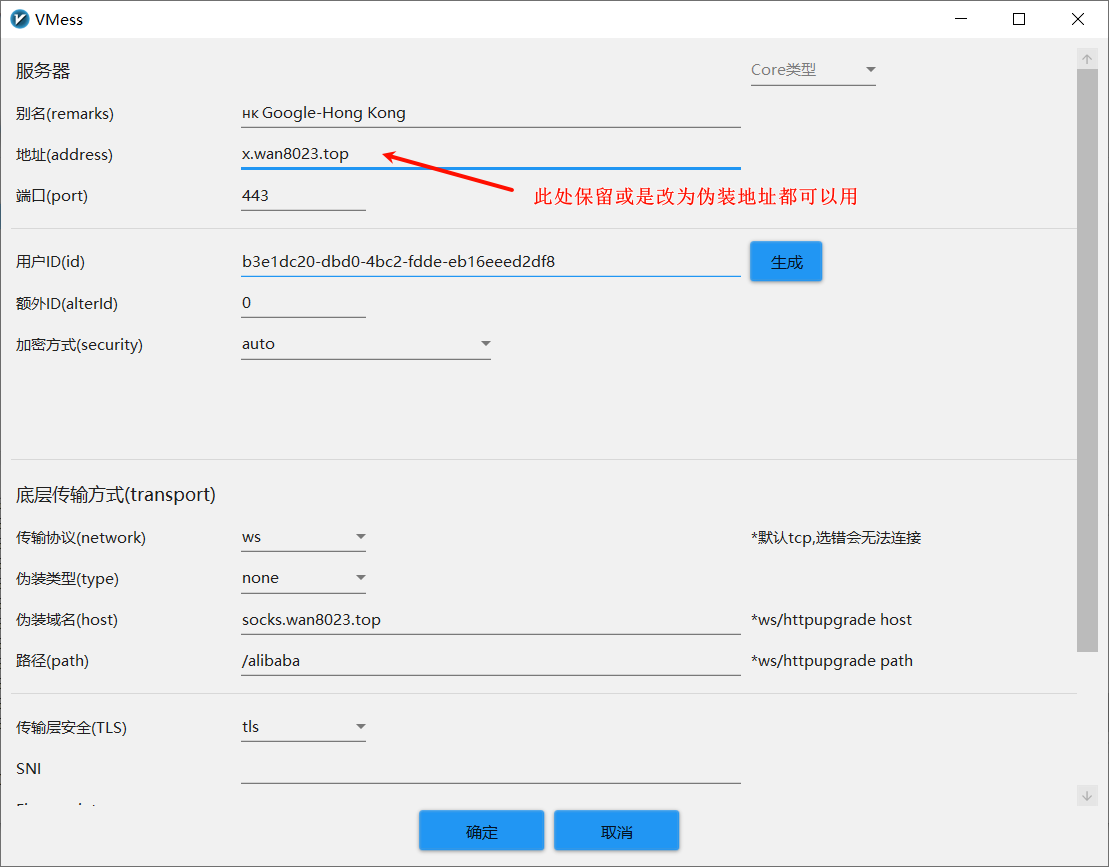 VMess
服务器
Core类型
别名(remarks)
HK Google-Hong Kong
地址(address)
x.wan8023.top
端口(port)
443
此处保留或是改为伪装地址都可以用
用户ID(id)
b3e1dc20-dbd0-4bc2-fdde-eb16eeed2df8
生成
额外ID(alterId)
0
加密方式(security)
auto
底层传输方式(transport)
传输协议(network)
ws
*默认tcp,选错会无法连接
伪装类型(type)
none
伪装域名(host)
socks.wan8023.top
*ws/httpupgrade host
路径(path)
/alibaba
*ws/httpupgrade path
传输层安全(TLS)
tls
SNI
确定
取消